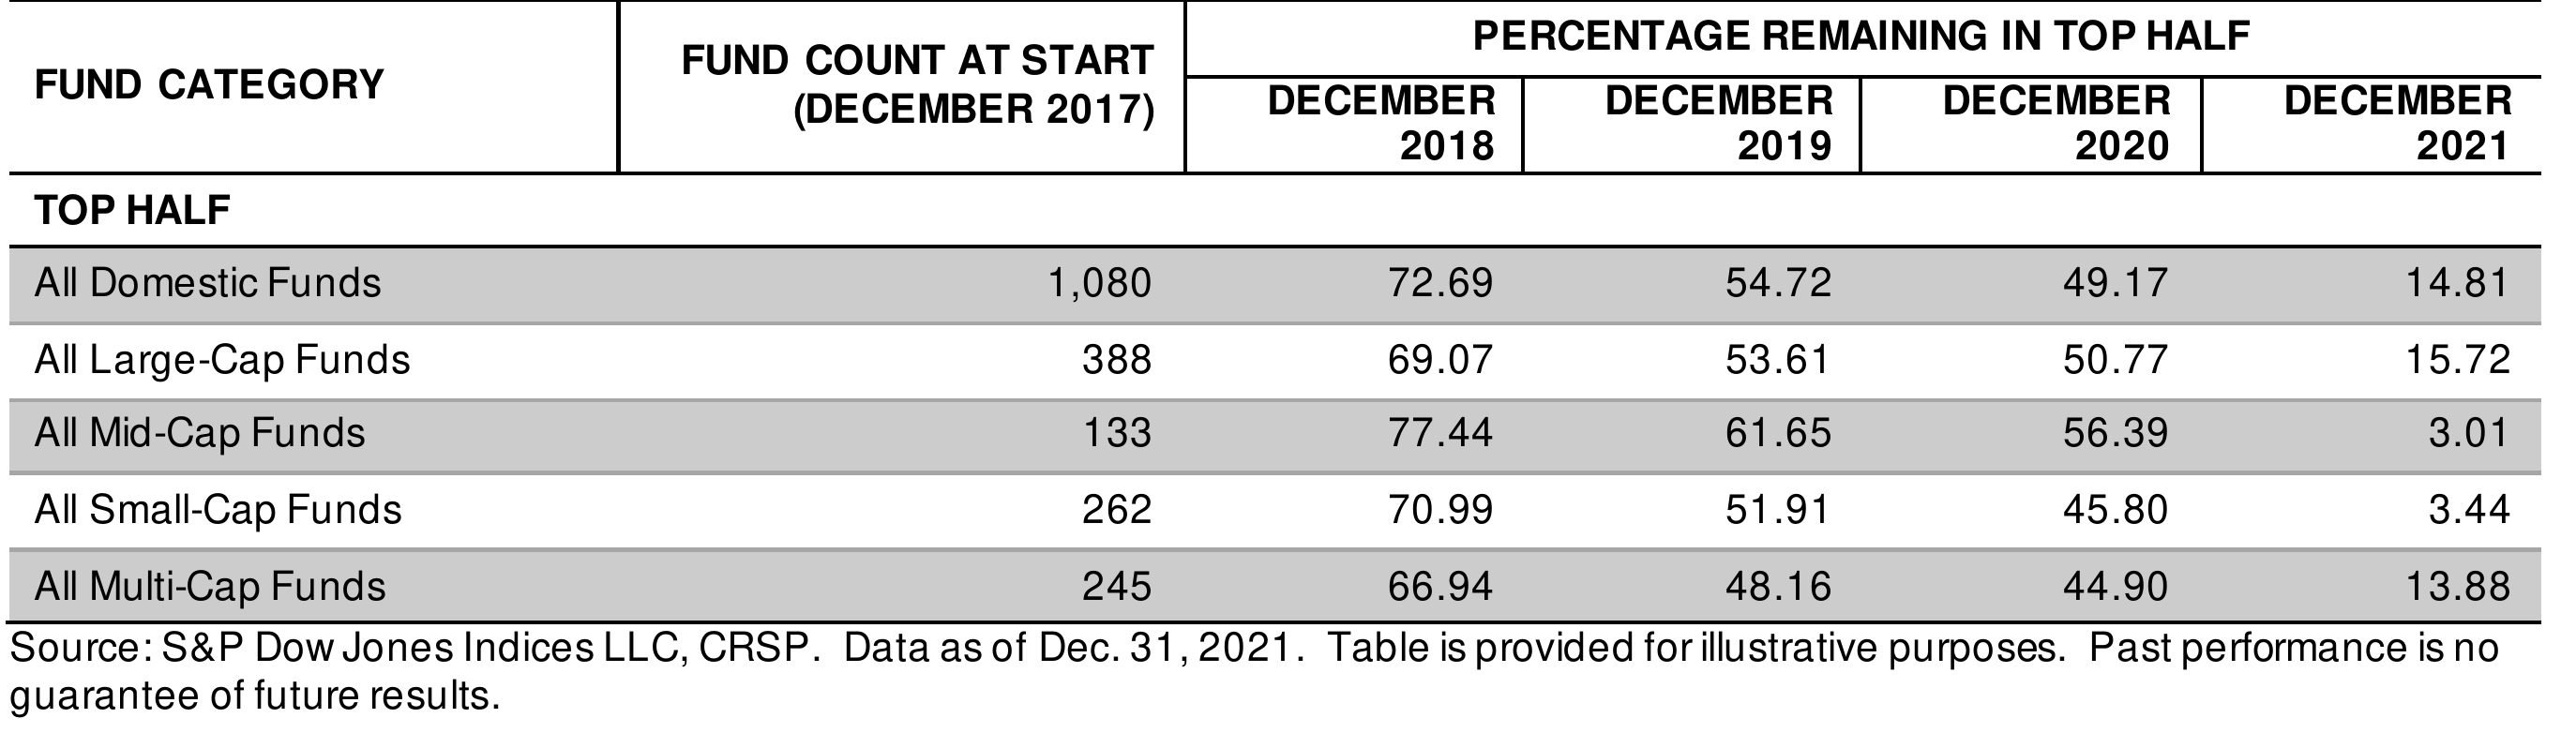 FUND CATEGORY
FUND COUNT AT START
(DECEMBER 2017)
PERCENTAGE REMAINING IN TOP HALF
DECEMBER
2018
DECEMBER
2019
DECEMBER
2020
DECEMBER
2021
TOP HALF
All Domestic Funds 1,080 72.69 54.72 49.17 14.81
All Large-Cap Funds 388 69.07 53.61 50.77 15.72
All Mid-Cap Funds 133 77.44 61.65 56.39 3.01
All Small-Cap Funds 262 70.99 51.91 45.80 3.44
All Multi-Cap Funds 245 66.94 48.16 44.90 13.88
Source: S&P Dow Jones Indices LLC, CRSP. Data as of Dec. 31, 2021. Table is provided for illustrative purposes. Past performance is no
guarantee of future results.